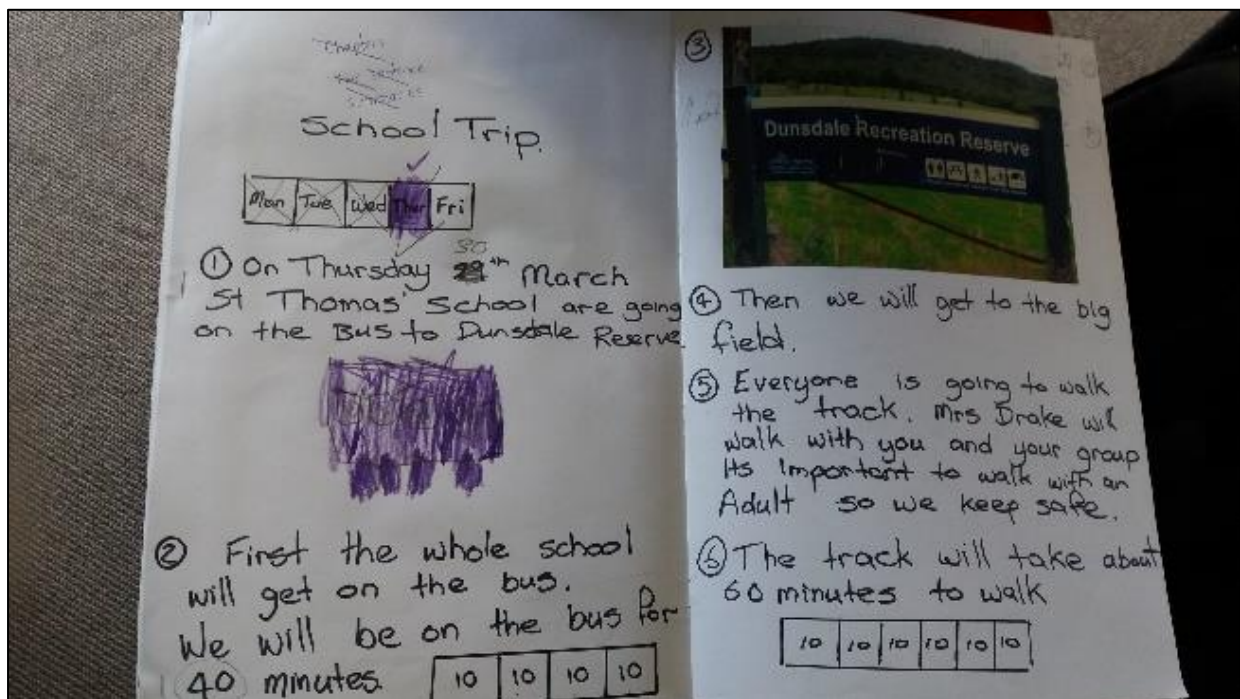 School Trip.
Mon Tue Wed Thur Fri
30
① On Thursday 29th March
St Thomas' School are going
on the Bus to Dunsdale Reserve
② First the whole school
will get on the bus.
We will be on the bus for
40 minutes.
10 10 10 10
③
Dunsdale Recreation Reserve
④ Then we will get to the big
field.
⑤ Everyone is going to walk
the track. Mrs Drake will
walk with you and your group
Its important to walk with an
Adult so we keep safe.
⑥ The track will take about
60 minutes to walk
10 10 10 10 10 10